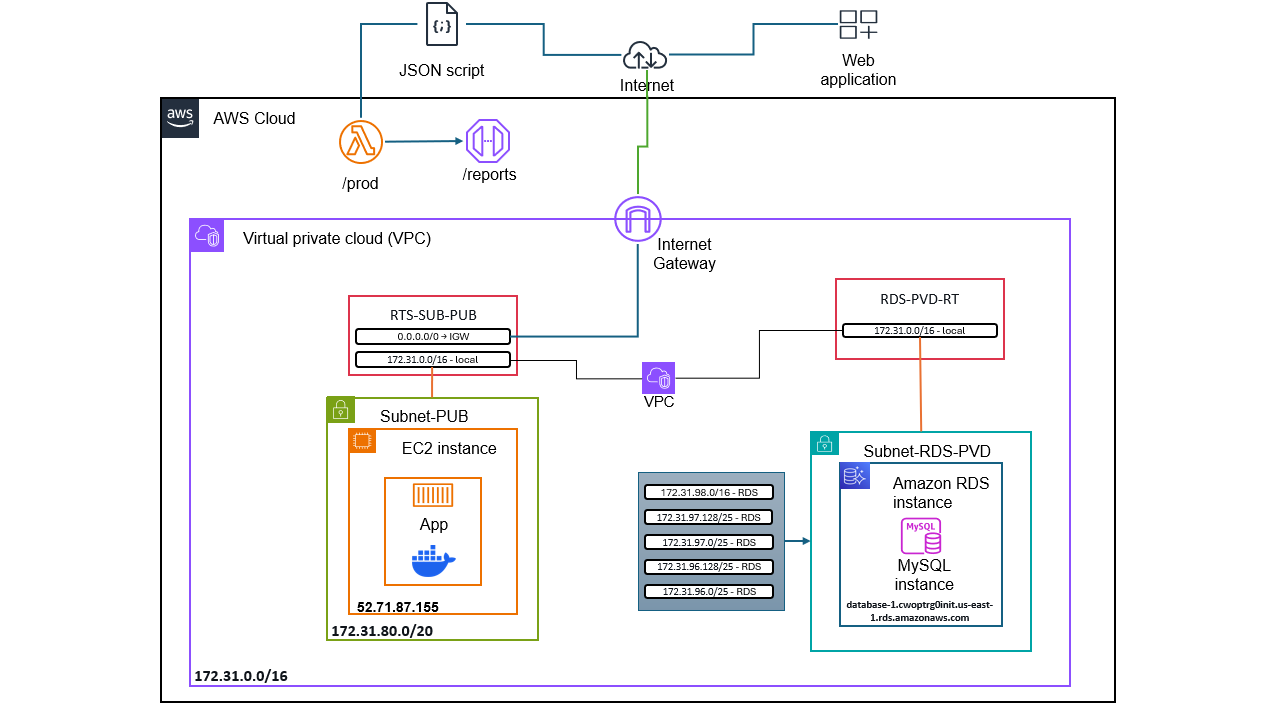 {;}
JSON script
Internet
Web
application
aws
AWS Cloud
/prod
/reports
Virtual private cloud (VPC)
Internet
Gateway
RTS-SUB-PUB
0.0.0.0/0 → IGW
172.31.0.0/16 - local
RDS-PVD-RT
172.31.0.0/16 - local
VPC
Subnet-PUB
EC2 instance
App
52.71.87.155
172.31.80.0/20
172.31.98.0/16 - RDS
172.31.97.128/25 - RDS
172.31.97.0/25 - RDS
172.31.96.128/25 - RDS
172.31.96.0/25 - RDS
Subnet-RDS-PVD
Amazon RDS
instance
MySQL
MySQL
instance
database-1.cwoptrg0init.us-east-
1.rds.amazonaws.com
172.31.0.0/16